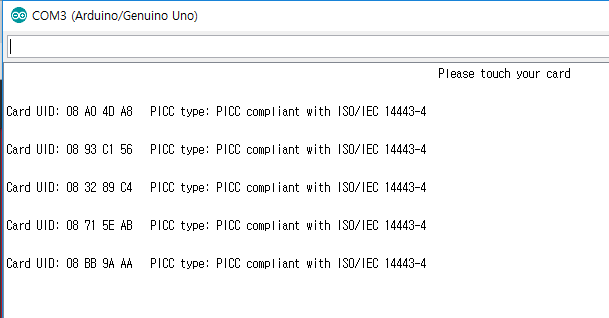 COM3 (Arduino/Genuino Uno)
Please touch your card
Card UID: 08 A0 4D A8 PICC type: PICC compliant with ISO/IEC 14443-4
Card UID: 08 93 C1 56 PICC type: PICC compliant with ISO/IEC 14443-4
Card UID: 08 32 89 C4 PICC type: PICC compliant with ISO/IEC 14443-4
Card UID: 08 71 5E AB PICC type: PICC compliant with ISO/IEC 14443-4
Card UID: 08 BB 9A AA PICC type: PICC compliant with ISO/IEC 14443-4